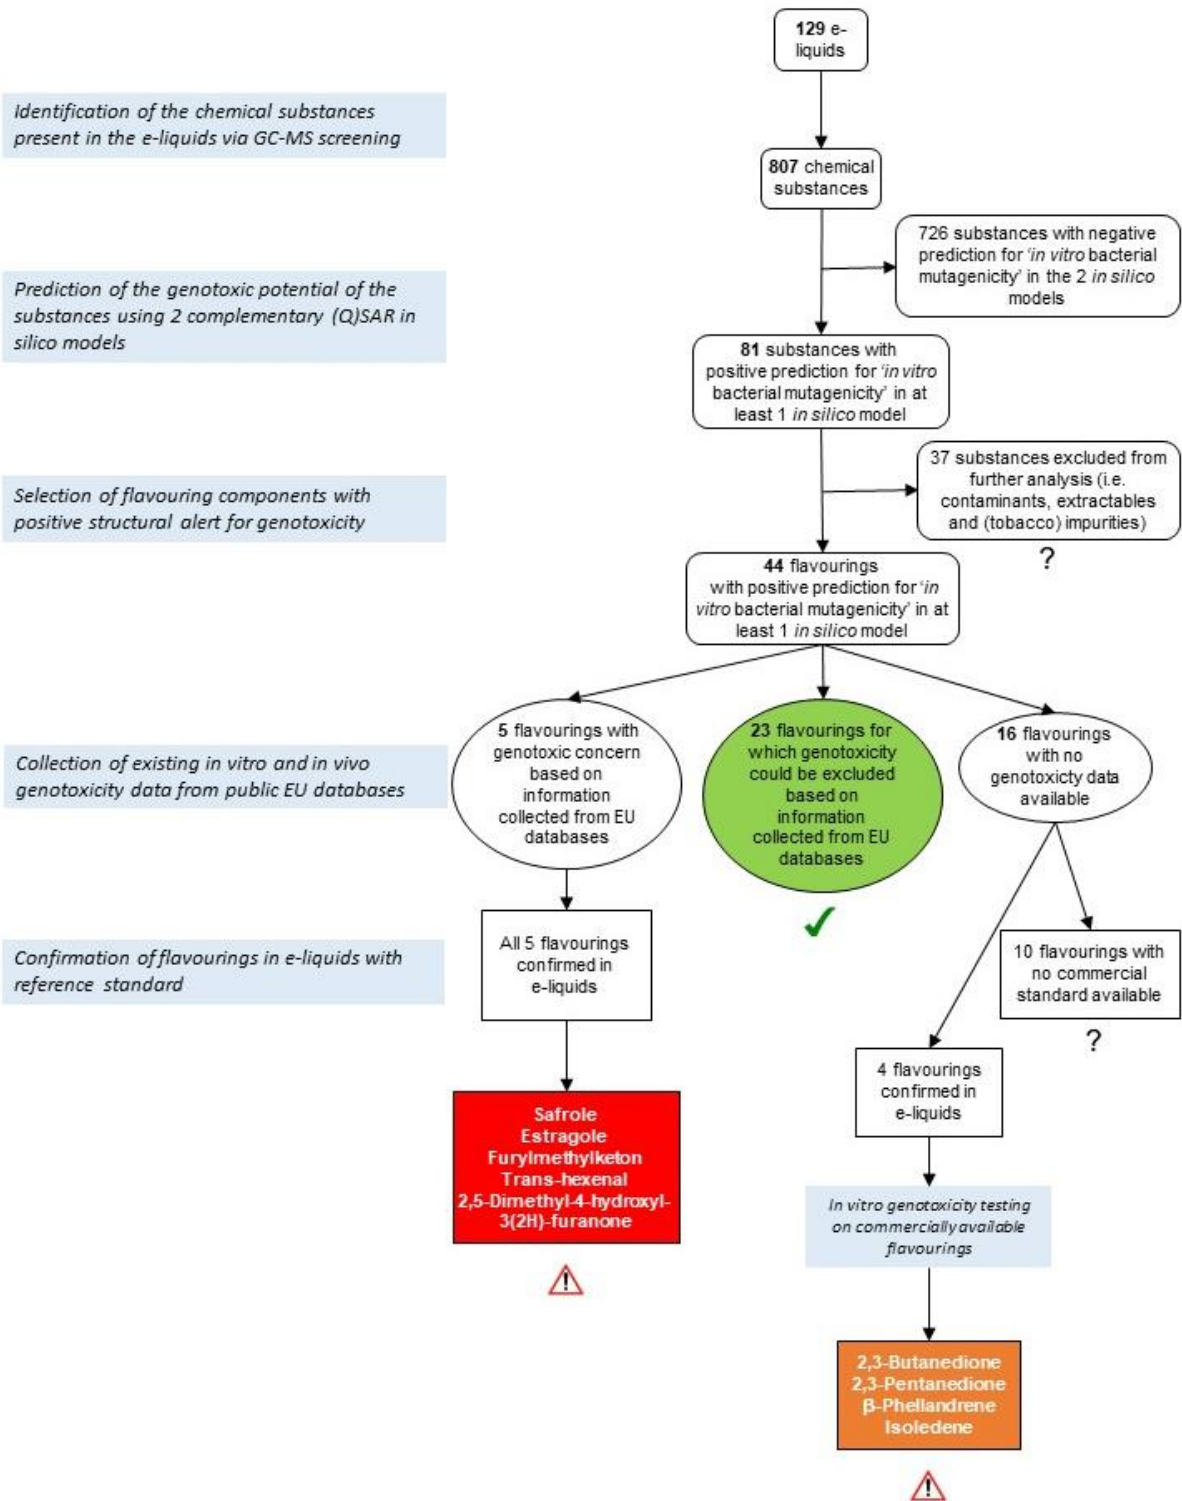 129 e-
liquids
Identification of the chemical substances
present in the e-liquids via GC-MS screening
807 chemical
substances
726 substances with negative
prediction for ‘in vitro bacterial
mutagenicity’ in the 2 in silico
models
Prediction of the genotoxic potential of the
substances using 2 complementary (Q)SAR in
silico models
81 substances with
positive prediction for ‘in vitro
bacterial mutagenicity’ in at
least 1 in silico model
37 substances excluded from
further analysis (i.e.
contaminants, extractables
and (tobacco) impurities)
?
Selection of flavouring components with
positive structural alert for genotoxicity
44 flavourings
with positive prediction for ‘in
vitro bacterial mutagenicity’ in at
least 1 in silico model
Collection of existing in vitro and in vivo
genotoxicity data from public EU databases
5 flavourings with
genotoxic concern
based on
information
collected from EU
databases
23 flavourings for
which genotoxicity
could be excluded
based on
information
collected from EU
databases
16 flavourings
with no
genotoxicty data
available
Confirmation of flavourings in e-liquids with
reference standard
All 5 flavourings
confirmed in
e-liquids
10 flavourings with
no commercial
standard available
?
4 flavourings
confirmed in
e-liquids
Safrole
Estragole
Furylmethylketon
Trans-hexenal
2,5-Dimethyl-4-hydroxyl-
3(2H)-furanone
!
In vitro genotoxicity testing
on commercially available
flavourings
2,3-Butanedione
2,3-Pentanedione
β-Phellandrene
Isoledene
!